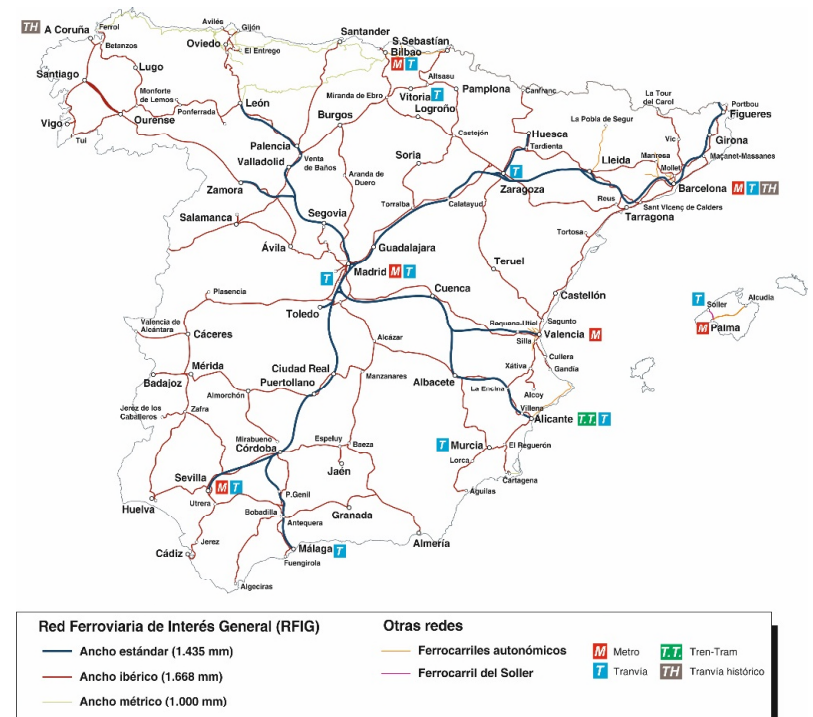 TH A Coruña
Ferrol
Betanzos
Avilés
Gijón
Oviedo
El Entrego
Santander
S.Sebastián
Bilbao
M T
Altsasu
Santiago
Lugo
Monforte
de Lemos
Ponferrada
León
Miranda de Ebro
Vitoria T
Pamplona
Logroño
Canfranc
La Tour
del Carol
Portbou
Figueres
Vigo
Tui
Ourense
Burgos
Castejón
La Pobla de Segur
Huesca
Tardienta
Vic
Girona
Palencia
Valladolid
Venta
de Baños
Soria
Lleida
Manresa
Mollet
Maçanet-Massanes
Aranda de
Duero
T
Zaragoza
Barcelona M T TH
Zamora
Torralba
Calatayud
Reus
Sant Vicenç de Calders
Tarragona
Salamanca
Segovia
Tortosa
Ávila
Guadalajara
Teruel
T
Madrid M T
Cuenca
Castellón
T
Soller
Alcudia
M Palma
Plasencia
Toledo
Requena-Utiel
Sagunto
Valencia M
Silla
Valencia de
Alcántara
Cáceres
Alcázar
Cullera
Gandía
Xátiva
Mérida
Badajoz
Ciudad Real
Puertollano
Manzanares
Albacete
La Encina
Alcoy
Almorchón
Villena
Alicante T.T. T
Jerez de los
Caballeros
Zafra
Mirabueno
Córdoba
Espeluy
Baeza
T Murcia
El Reguerón
Lorca
Jaén
Cartagena
Sevilla
M T
Aguilas
Utrera
P.Genil
Huelva
Bobadilla
Granada
Antequera
Jerez
Cádiz
Málaga T
Almería
Fuengirola
Algeciras
Red Ferroviaria de Interés General (RFIG)
Ancho estándar (1.435 mm)
Ancho ibérico (1.668 mm)
Ancho métrico (1.000 mm)
Otras redes
Ferrocarriles autonómicos
Ferrocarril del Soller
M Metro
T.T. Tren-Tram
T Tranvía
TH Tranvía histórico